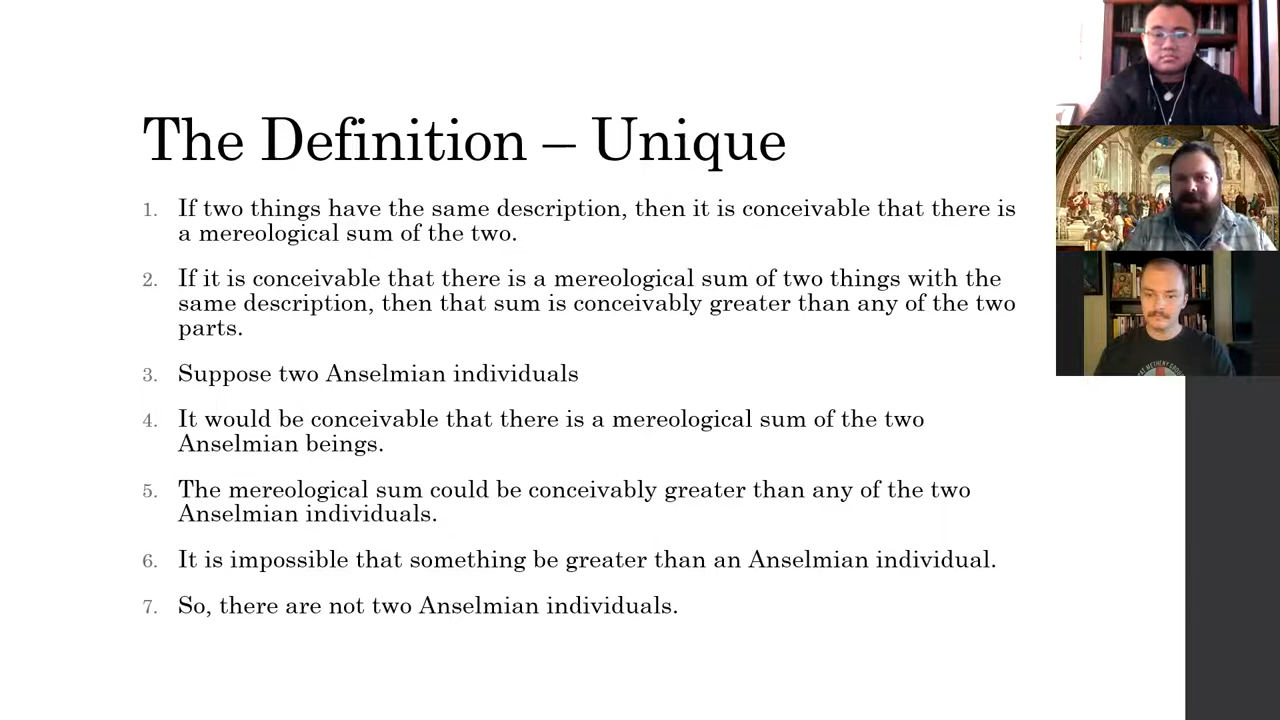 The Definition – Unique
1. If two things have the same description, then it is conceivable that there is
a mereological sum of the two.
2. If it is conceivable that there is a mereological sum of two things with the
same description, then that sum is conceivably greater than any of the two
parts.
3. Suppose two Anselmian individuals
4. It would be conceivable that there is a mereological sum of the two
Anselmian beings.
5. The mereological sum could be conceivably greater than any of the two
Anselmian individuals.
6. It is impossible that something be greater than an Anselmian individual.
7. So, there are not two Anselmian individuals.